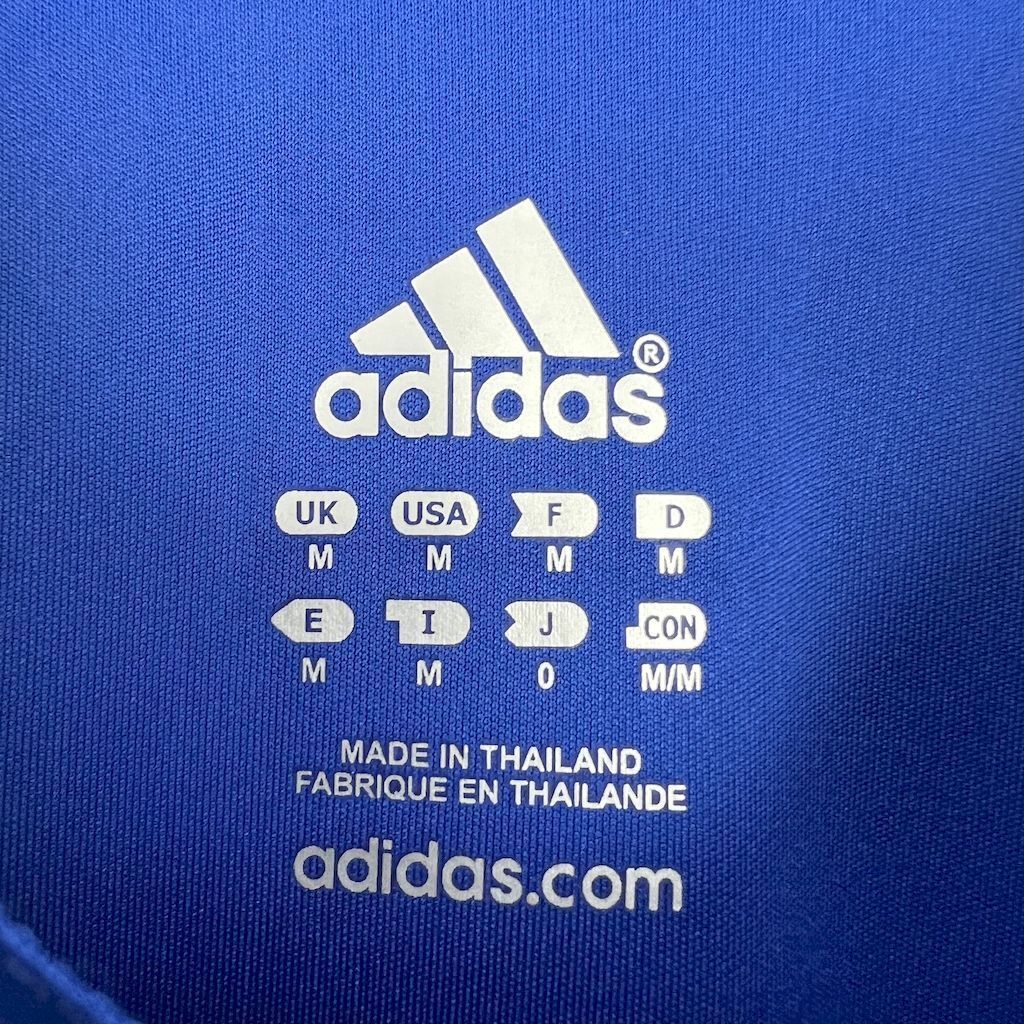 adidas®
UK USA F D
M M M M
E I J CON
M M 0 M/M
MADE IN THAILAND
FABRIQUE EN THAILANDE
adidas.com